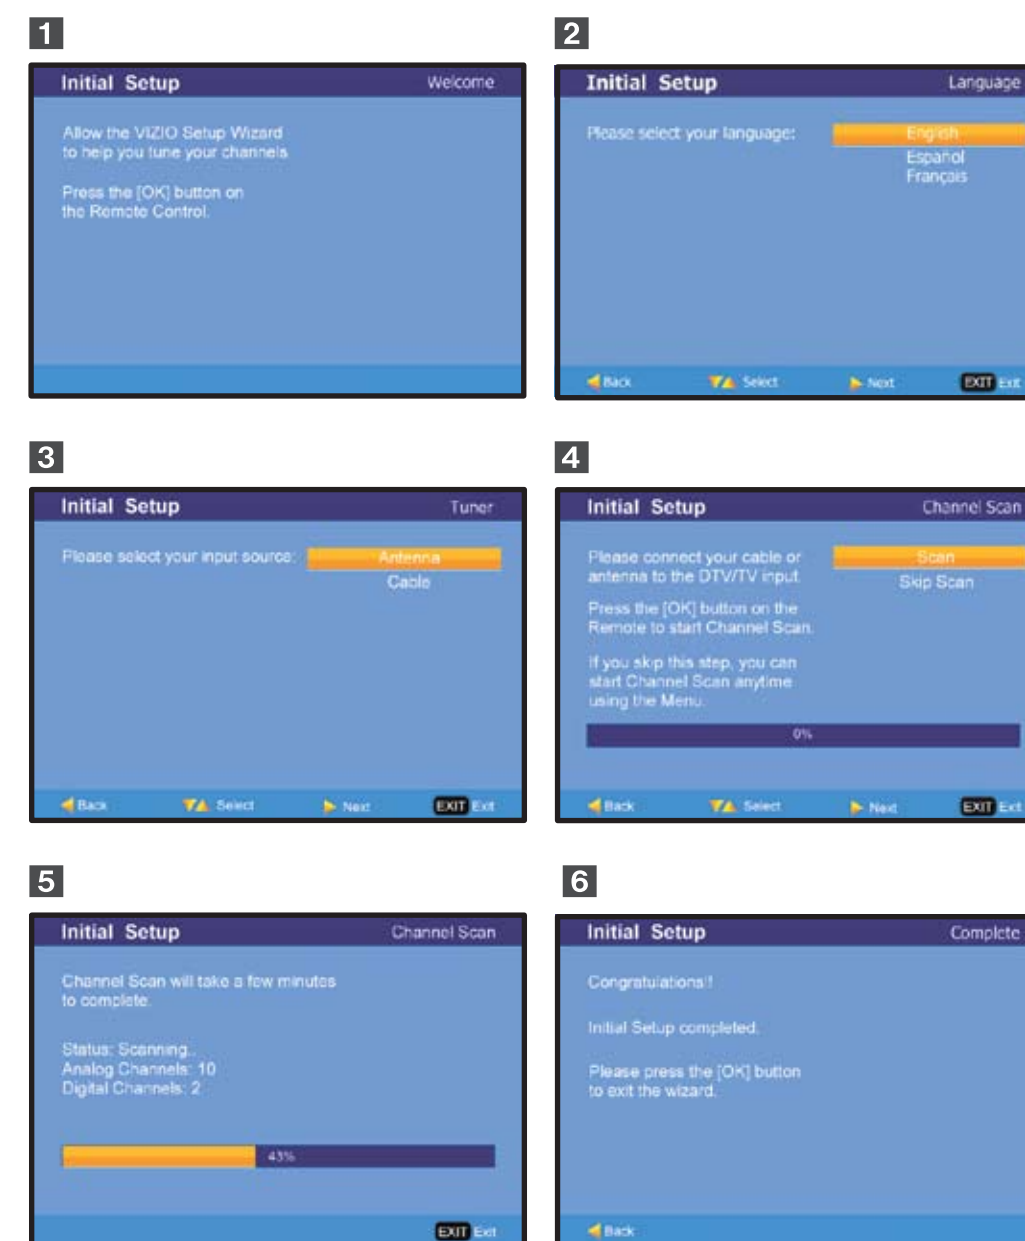 1
Initial Setup Welcome
Allow the VIZIO Setup Wizard
to help you tune your channels
Press the [OK] button on
the Remote Control.
2
Initial Setup Language
Please select your language: English
Español
Français
Back Select Next EXIT Exit
3
Initial Setup Tuner
Please select your input source: Antenna
Cable
Back Select Next EXIT Exit
4
Initial Setup Channel Scan
Please connect your cable or Scan
antenna to the DTV/TV input. Skip Scan
Press the [OK] button on the
Remote to start Channel Scan.
If you skip this step, you can
start Channel Scan anytime
using the Menu.
0%
Back Select Next EXIT Exit
5
Initial Setup Channel Scan
Channel Scan will take a few minutes
to complete.
Status: Scanning..
Analog Channels: 10
Digital Channels: 2
43%
EXIT Exit
6
Initial Setup Complete
Congratulations!!
Initial Setup completed.
Please press the [OK] button
to exit the wizard.
Back